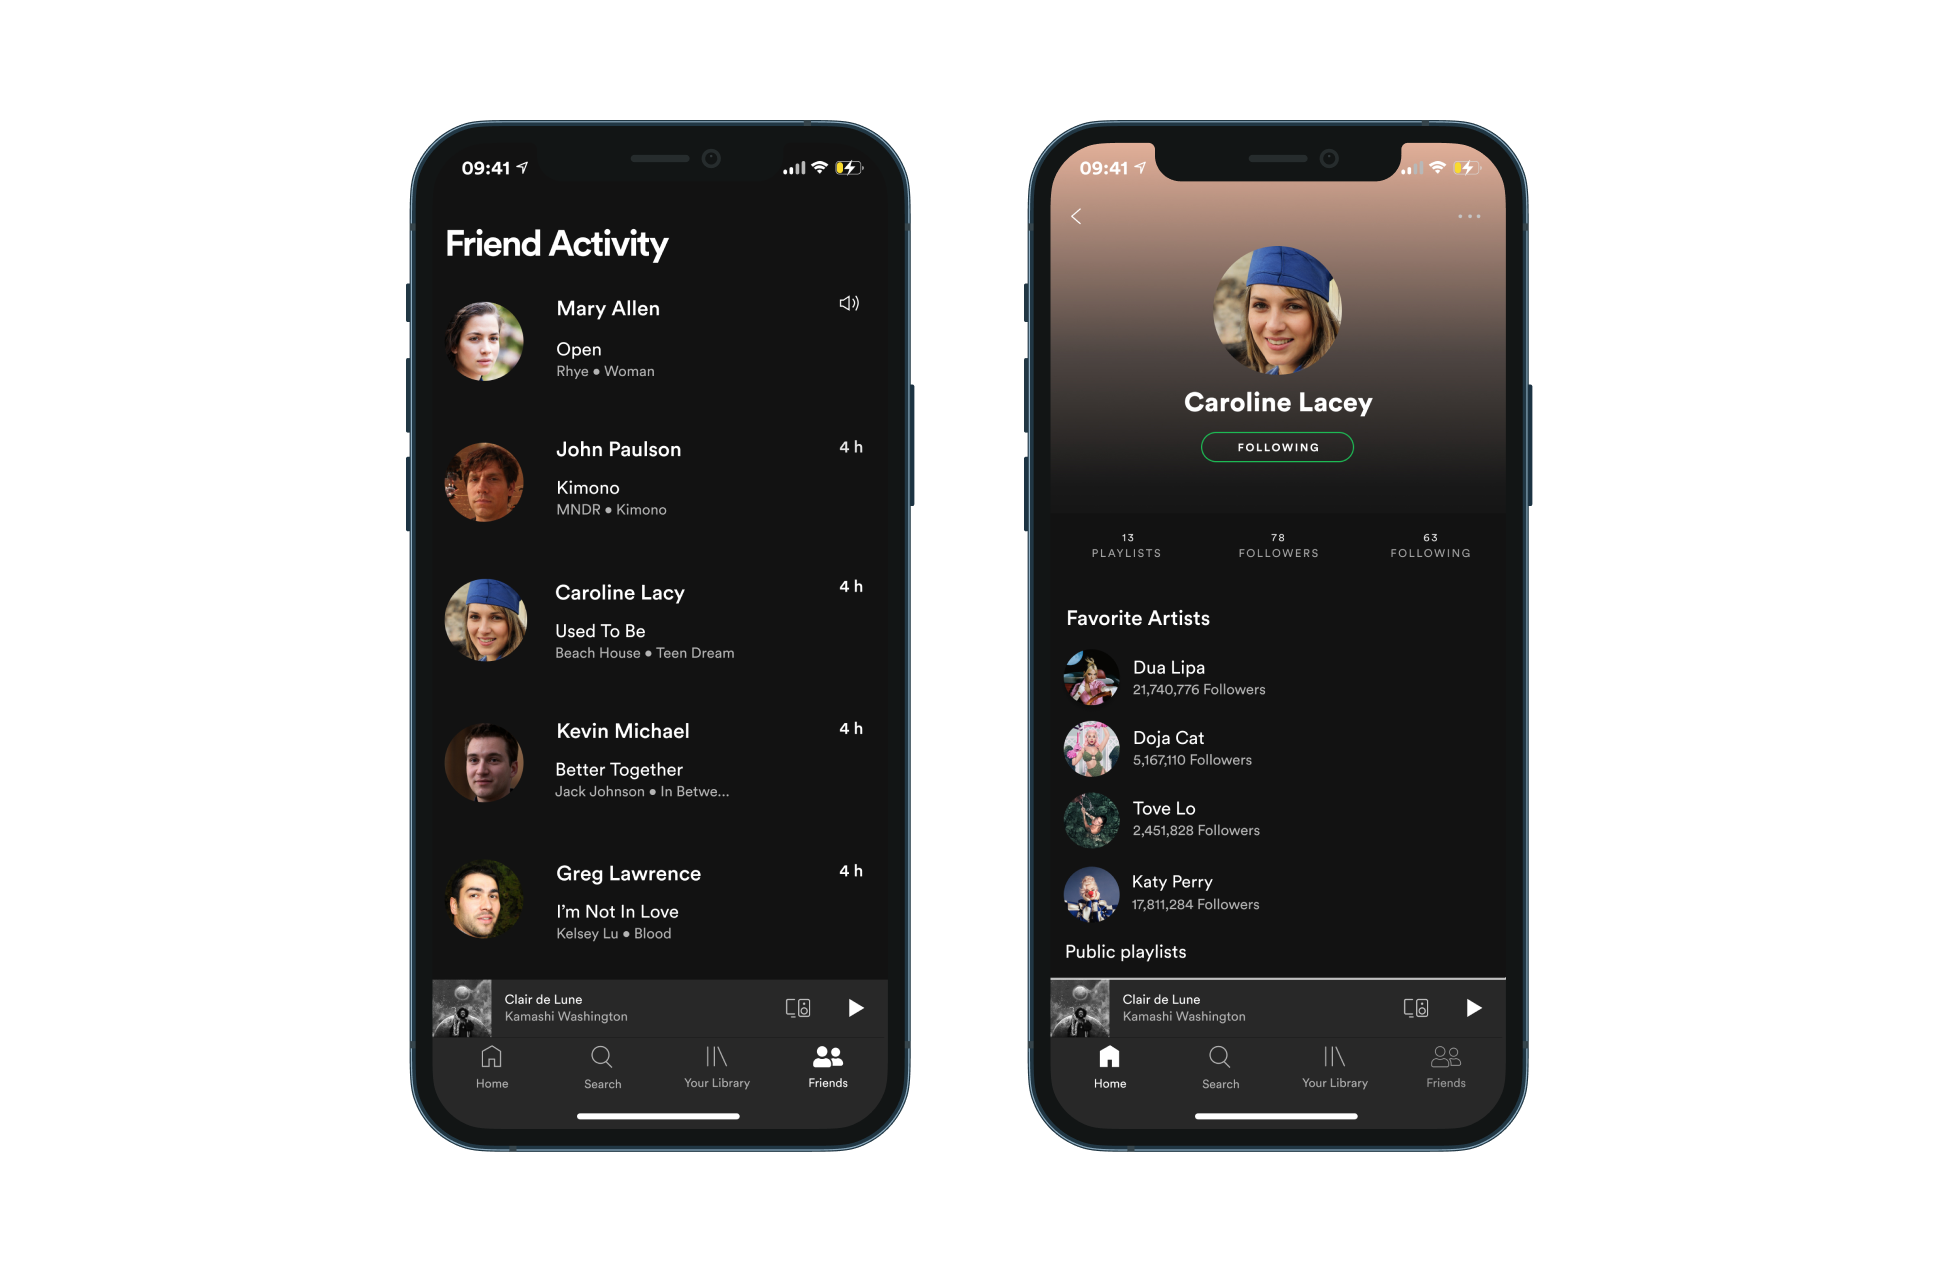 09:41
Friend Activity
Mary Allen
Open
Rhye • Woman
John Paulson
4 h
Kimono
MNDR • Kimono
Caroline Lacy
4 h
Used To Be
Beach House • Teen Dream
Kevin Michael
4 h
Better Together
Jack Johnson • In Betwe...
Greg Lawrence
4 h
I'm Not In Love
Kelsey Lu • Blood
Clair de Lune
Kamashi Washington
Home
Search
Your Library
Friends
09:41
Caroline Lacey
FOLLOWING
13
PLAYLISTS
78
FOLLOWERS
63
FOLLOWING
Favorite Artists
Dua Lipa
21,740,776 Followers
Doja Cat
5,167,110 Followers
Tove Lo
2,451,828 Followers
Katy Perry
17,811,284 Followers
Public playlists
Clair de Lune
Kamashi Washington
Home
Search
Your Library
Friends